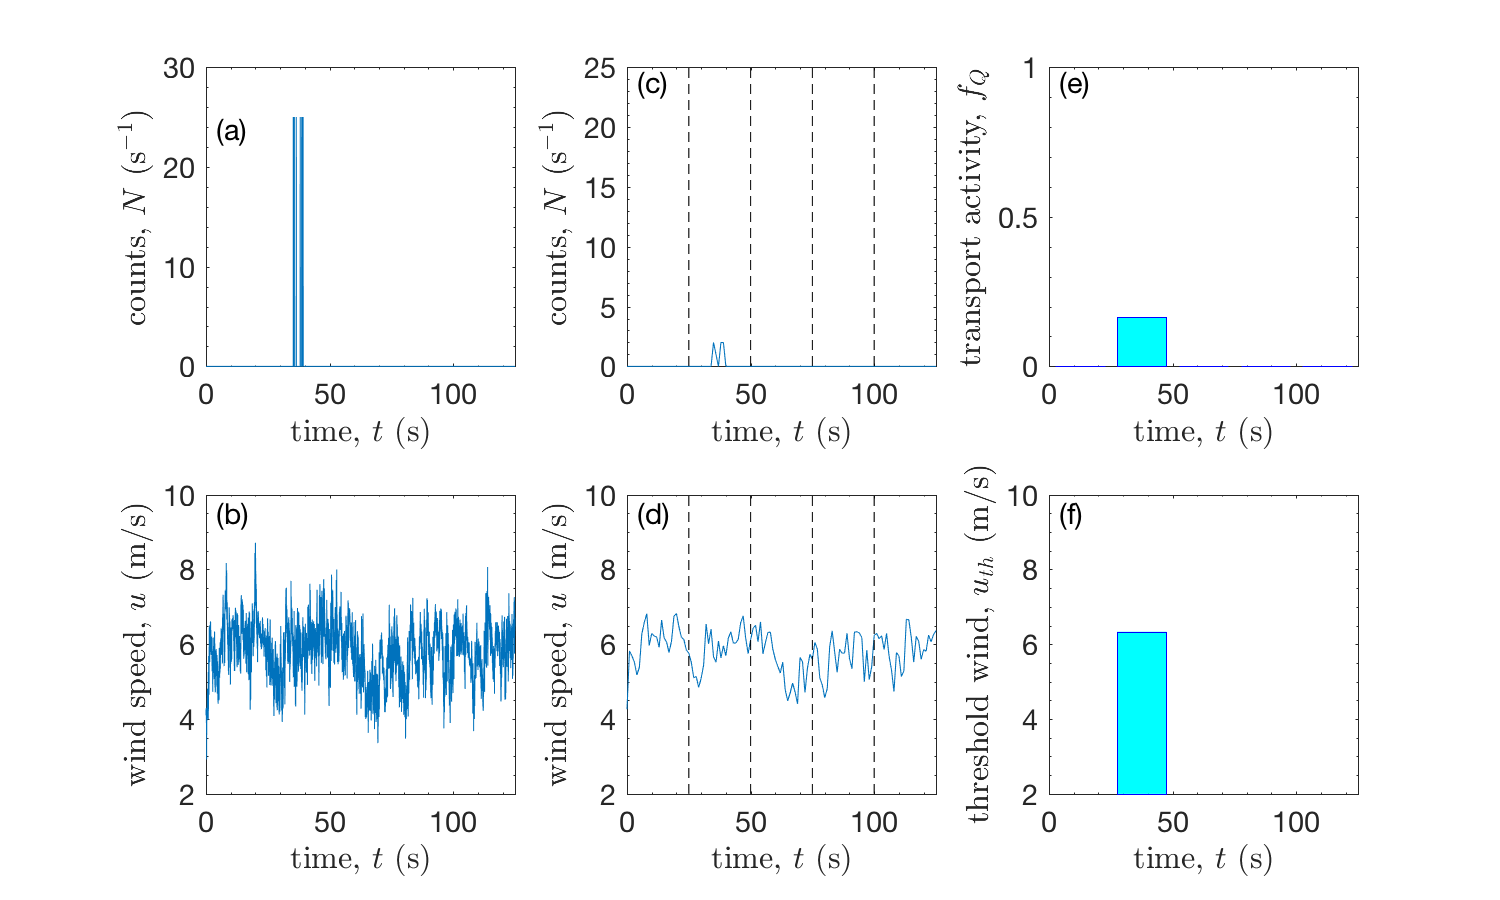 (a)
counts, N (s⁻¹)
30
20
10
0
0 50 100
time, t (s)
(c)
counts, N (s⁻¹)
25
20
15
10
5
0
0 50 100
time, t (s)
(e)
transport activity, f_Q
1
0.5
0
0 50 100
time, t (s)
(b)
wind speed, u (m/s)
10
8
6
4
2
0 50 100
time, t (s)
(d)
wind speed, u (m/s)
10
8
6
4
2
0 50 100
time, t (s)
(f)
threshold wind, u_th (m/s)
10
8
6
4
2
0 50 100
time, t (s)